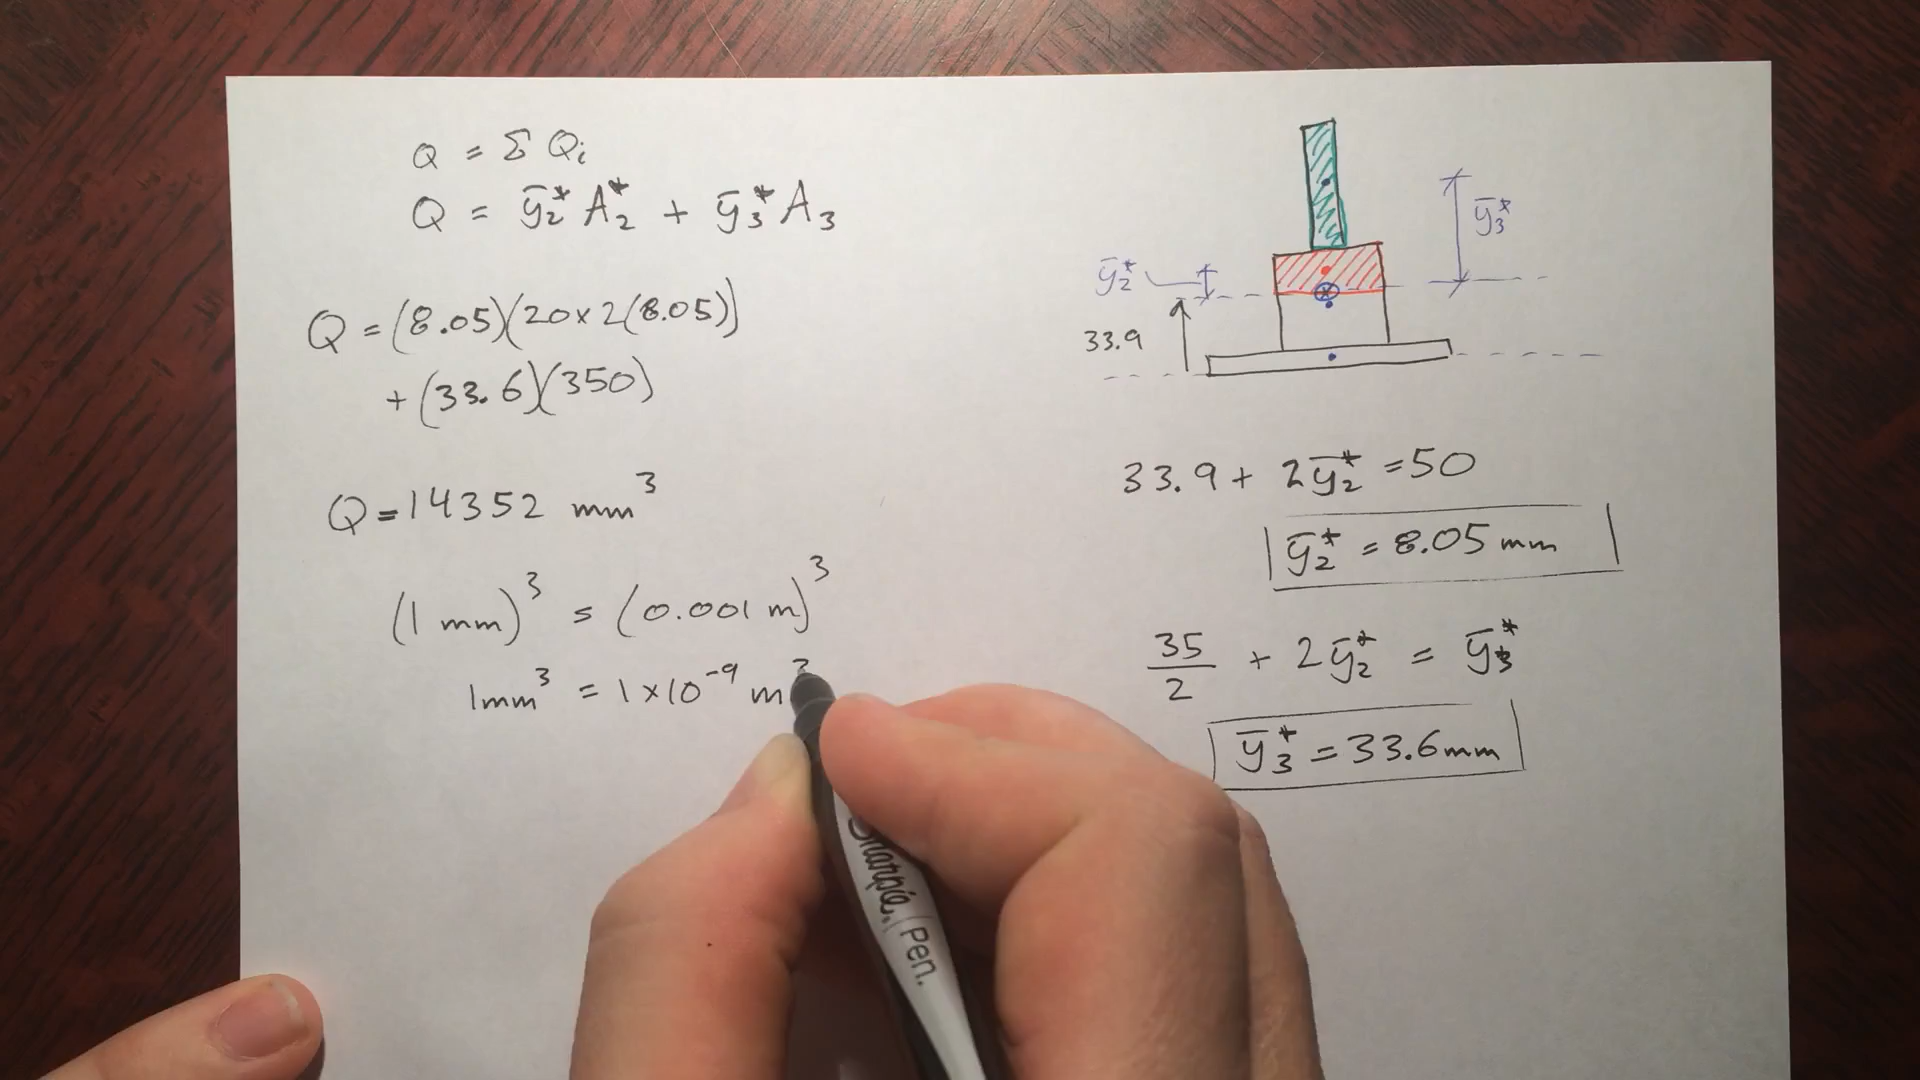 Q = Σ Qi
Q = ȳ₂* A₂* + ȳ₃* A₃
Q = (8.05)(20 x 2(8.05))
+ (33.6)(350)
Q = 14352 mm³
(1 mm)³ = (0.001 m)³
1mm³ = 1 x 10⁻⁹ m³
ȳ₃*
ȳ₂*
33.9
33.9 + 2ȳ₂* = 50
ȳ₂* = 8.05 mm
35/2 + 2ȳ₂* = ȳ₃*
ȳ₃* = 33.6 mm
Sharpie. Pen.